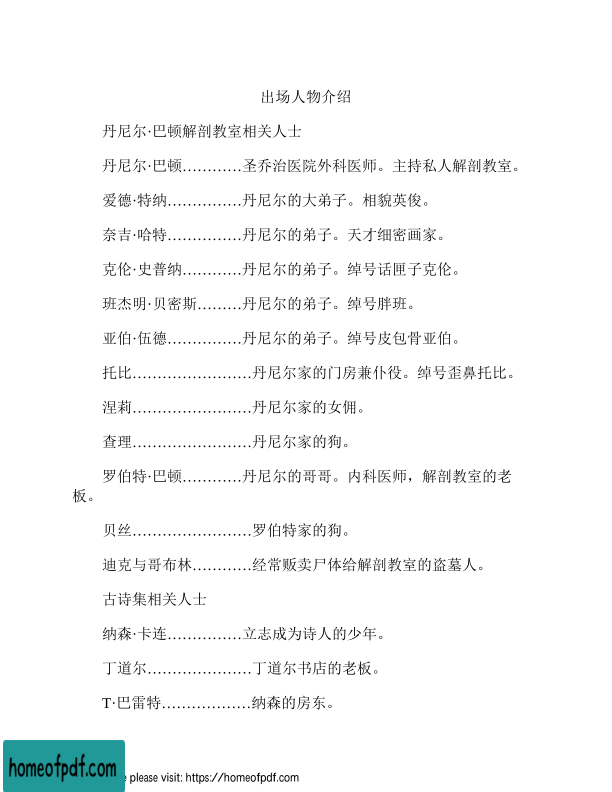 出场人物介绍
丹尼尔·巴顿解剖教室相关人士
丹尼尔·巴顿…………圣乔治医院外科医师。主持私人解剖教室。
爱德·特纳……………丹尼尔的大弟子。相貌英俊。
奈吉·哈特……………丹尼尔的弟子。天才细密画家。
克伦·史普纳…………丹尼尔的弟子。绰号话匣子克伦。
班杰明·贝密斯………丹尼尔的弟子。绰号胖班。
亚伯·伍德……………丹尼尔的弟子。绰号皮包骨亚伯。
托比……………………丹尼尔家的门房兼仆役。绰号歪鼻托比。
涅莉……………………丹尼尔家的女佣。
查理……………………丹尼尔家的狗。
罗伯特·巴顿…………丹尼尔的哥哥。内科医师，解剖教室的老
板。
贝丝……………………罗伯特家的狗。
迪克与哥布林…………经常贩卖尸体给解剖教室的盗墓人。
古诗集相关人士
纳森·卡连……………立志成为诗人的少年。
丁道尔…………………丁道尔书店的老板。
T·巴雷特………………纳森的房东。
homeofpdf.com
please visit: https://homeofpdf.com